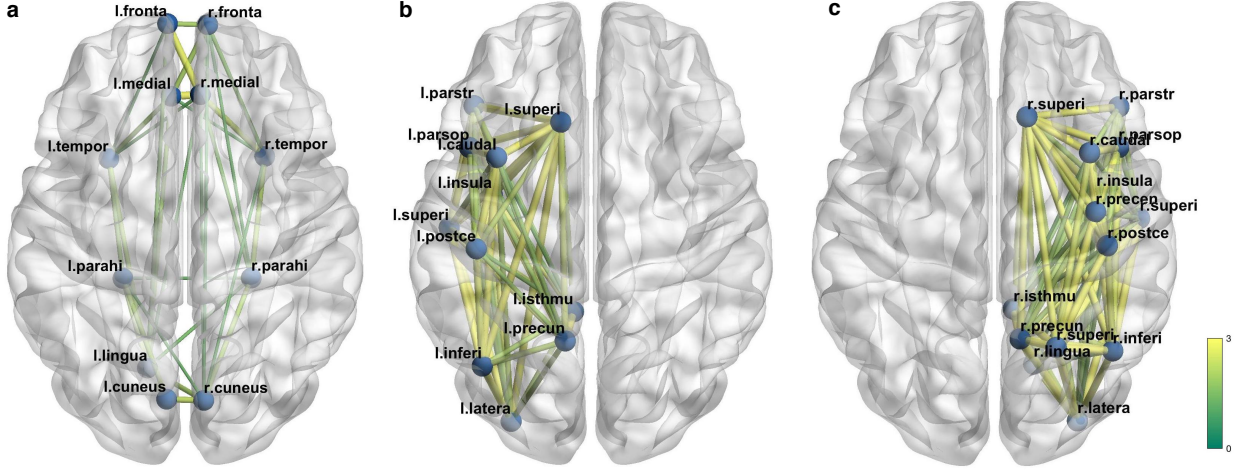 a
l.fronta
r.fronta
l.medial
r.medial
l.tempor
r.tempor
l.parahi
r.parahi
l.lingua
l.cuneus
r.cuneus
b
l.parstr
l.superi
l.parsop
l.caudal
l.insula
l.superi
l.postce
l.isthmu
l.precun
l.inferi
l.latera
c
r.superi
r.parstr
r.parsop
r.caudal
r.insula
r.precen
r.superi
r.postce
r.isthmu
r.precun
r.superi
r.inferi
r.lingua
r.latera
3
0